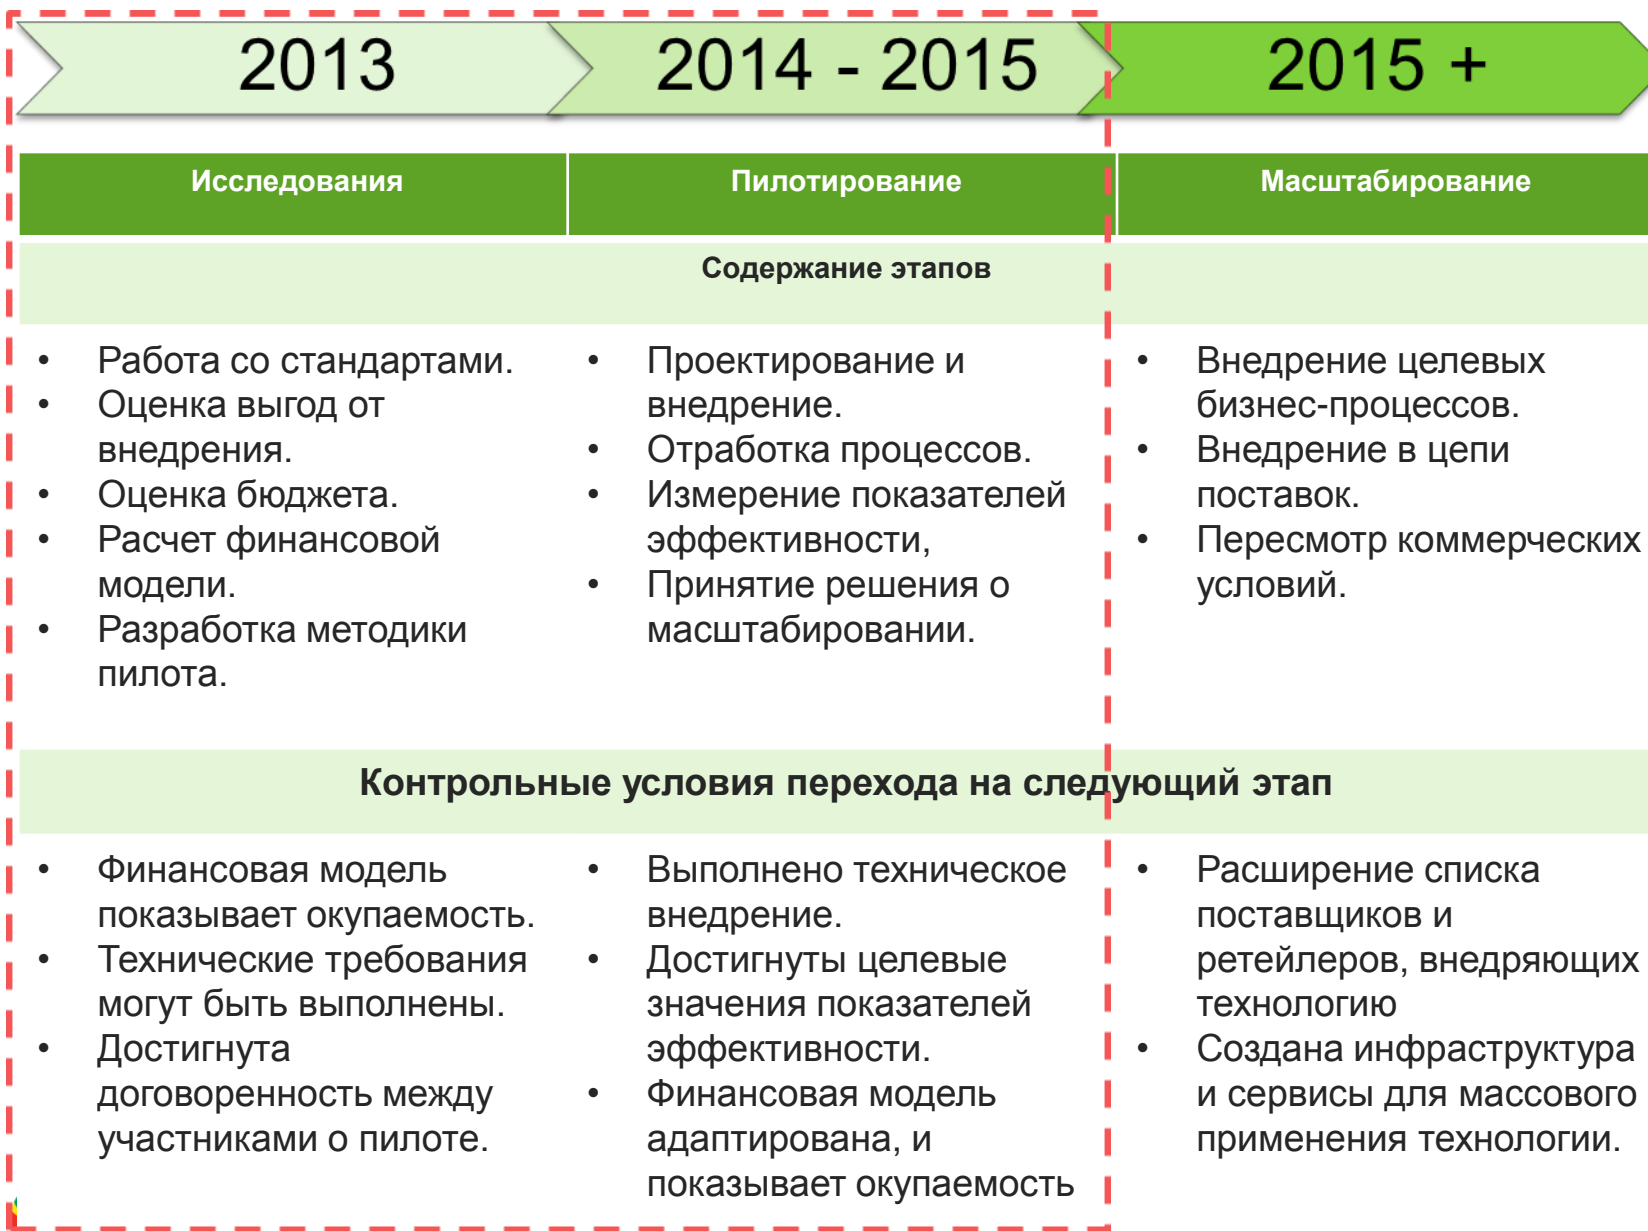 2013
2014 - 2015
2015 +
Исследования
Пилотирование
Масштабирование
Содержание этапов
• Работа со стандартами.
• Оценка выгод от
внедрения.
• Оценка бюджета.
• Расчет финансовой
модели.
• Разработка методики
пилота.
• Проектирование и
внедрение.
• Отработка процессов.
• Измерение показателей
эффективности,
• Принятие решения о
масштабировании.
• Внедрение целевых
бизнес-процессов.
• Внедрение в цепи
поставок.
• Пересмотр коммерческих
условий.
Контрольные условия перехода на следующий этап
• Финансовая модель
показывает окупаемость.
• Технические требования
могут быть выполнены.
• Достигнута
договоренность между
участниками о пилоте.
• Выполнено техническое
внедрение.
• Достигнуты целевые
значения показателей
эффективности.
• Финансовая модель
адаптирована, и
показывает окупаемость
• Расширение списка
поставщиков и
ретейлеров, внедряющих
технологию
• Создана инфраструктура
и сервисы для массового
применения технологии.